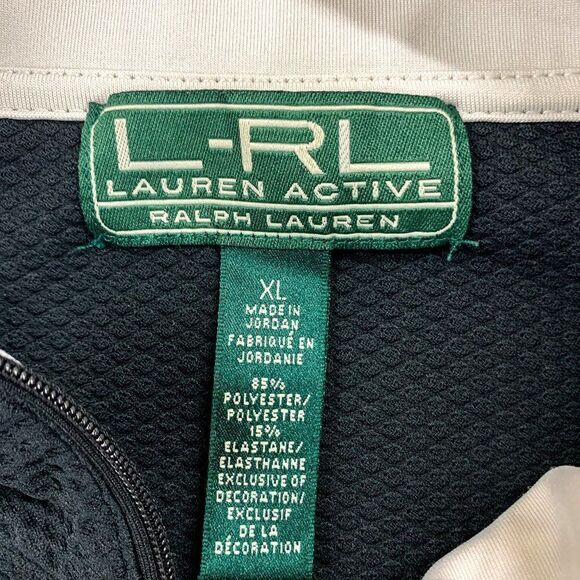 L-RL
LAUREN ACTIVE
RALPH LAUREN
XL
MADE IN
JORDAN
FABRIQUÉ EN
JORDANIE
85%
POLYESTER/
POLYESTER
15%
ELASTANE/
ELASTHANNE
EXCLUSIVE OF
DECORATION/
EXCLUSIF
DE LA
DÉCORATION